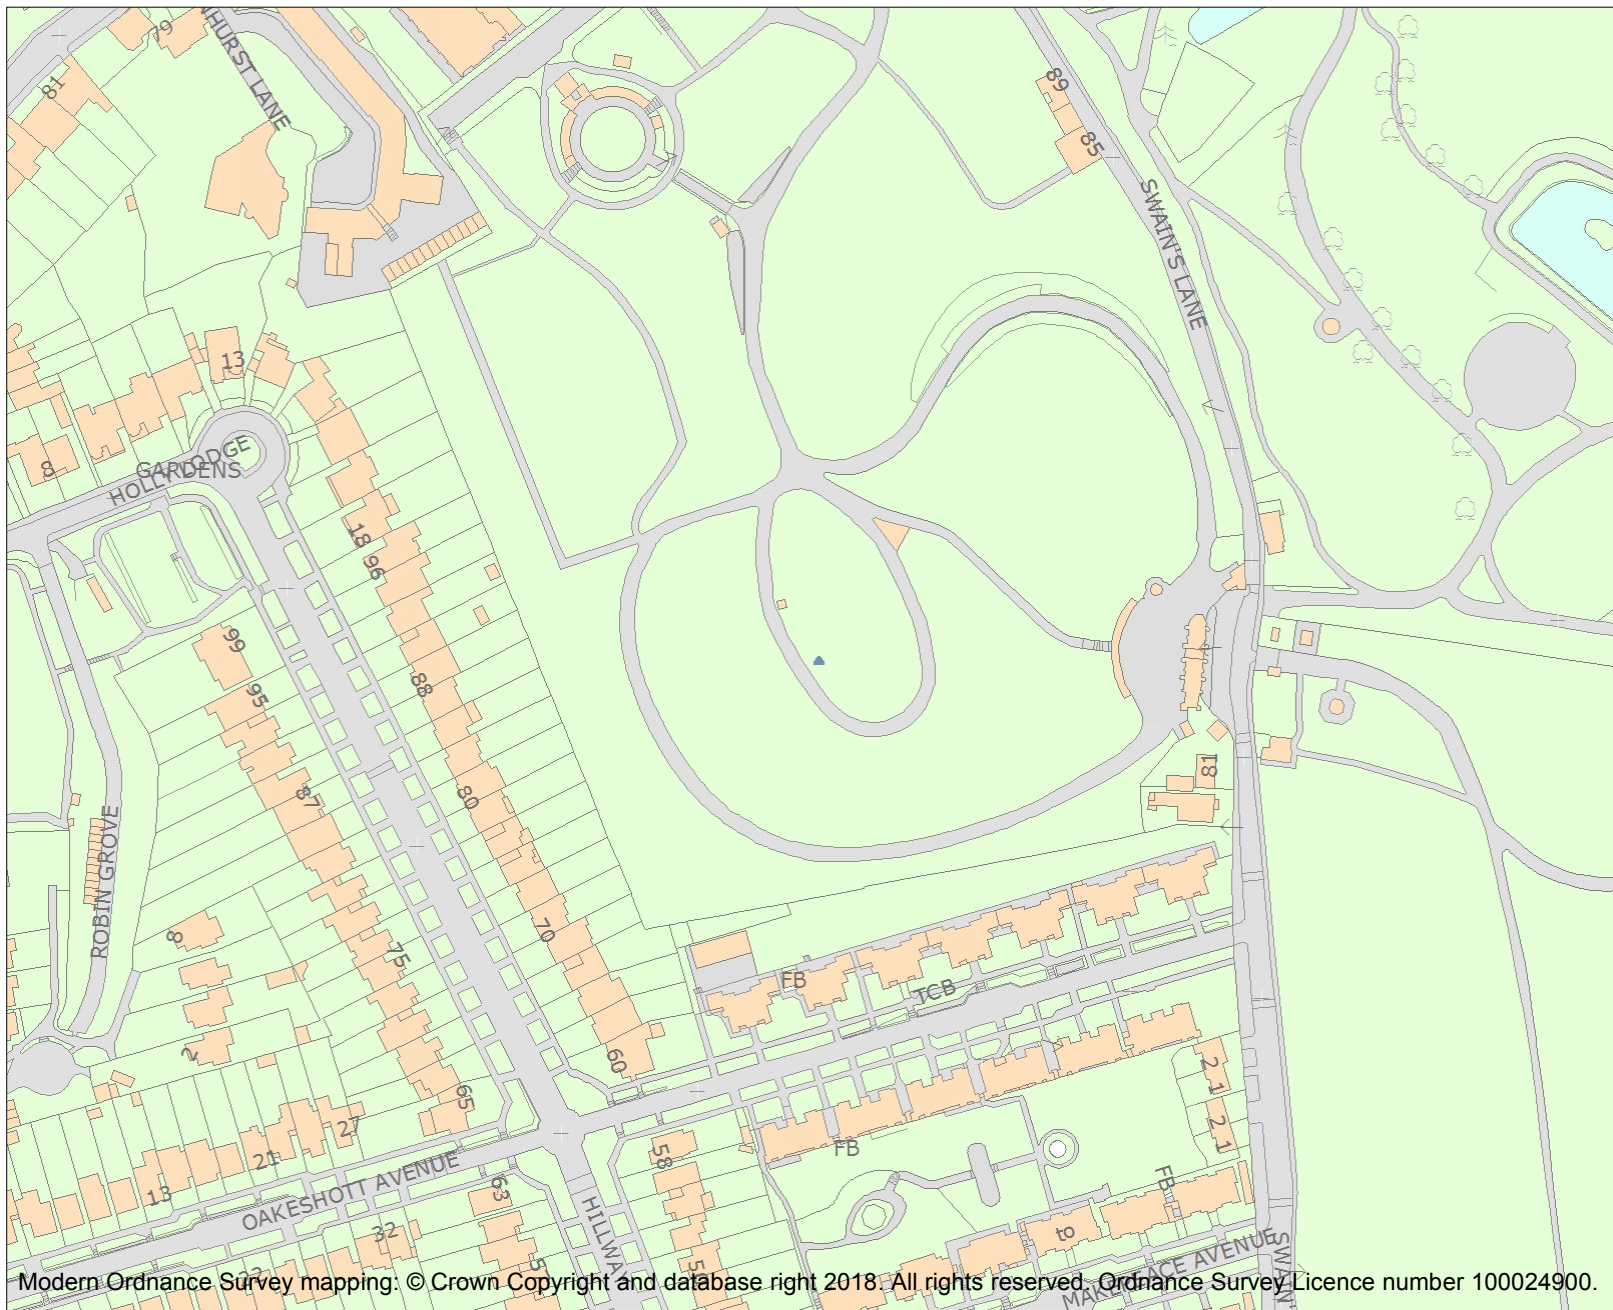 79
NHURST LANE
81
89
85
SWAIN'S LANE
13
HOLLY LODGE
GARDENS
8
18
96
99
95
88
87
80
81
ROBIN GROVE
8
75
70
2
FB
TCB
60
65
27
21
13
OAKESHOTT AVENUE
63
32
58
FB
2
1
2
1
FB
HILLWAY
MAKEPEACE AVENUE
Modern Ordnance Survey mapping: © Crown Copyright and database right 2018. All rights reserved. Ordnance Survey Licence number 100024900.